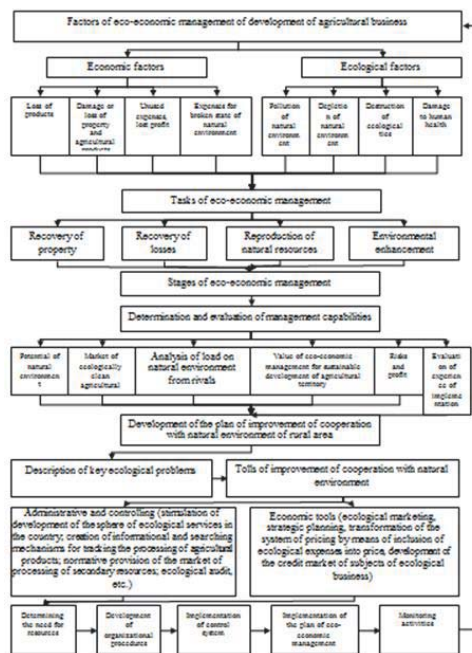 Factors of eco-economic management of development of agricultural business
Economic factors
Ecological factors
Loss of
products
Damage or
loss of
property
and
agricultural
products
Unused
expenses,
lost profit
Expenses for
broken state of
natural
environment
Pollution
of
natural
environm
ent
Depletio
n of
natural
environm
ent
Destruction
of
ecological
ties
Damage
to human
health
Tasks of eco-economic management
Recovery of
property
Recovery of
losses
Reproduction of
natural resources
Environmental
enhancement
Stages of eco-economic management
Determination and evaluation of management capabilities
Potential of
natural
environmen
t
Market of
ecologically
clean
agricultural
Analysis of load on
natural environment
from rivals
Value of eco-economic
management for sustainable
development of agricultural
territory
Risks
and
profit
Evaluati
on of
experien
ce of
impleme
ntation
Development of the plan of improvement of cooperation
with natural environment of rural area
Description of key ecological problems
Tolls of improvement of cooperation with natural
environment
Administrative and controlling (stimulation of
development of the sphere of ecological services in
the country; creation of informational and searching
mechanisms for tracking the processing of agricultural
products; normative provision of the market of
processing of secondary resources; ecological audit,
etc.)
Economic tools (ecological marketing,
strategic planning, transformation of the
system of pricing by means of inclusion of
ecological expenses into price, development of
the credit market of subjects of ecological
business)
Determining
the need for
resources
Development
of
organizational
procedures
Implementation
of control
system
Implementation of
the plan of eco-
economic
management
Monitoring
activities